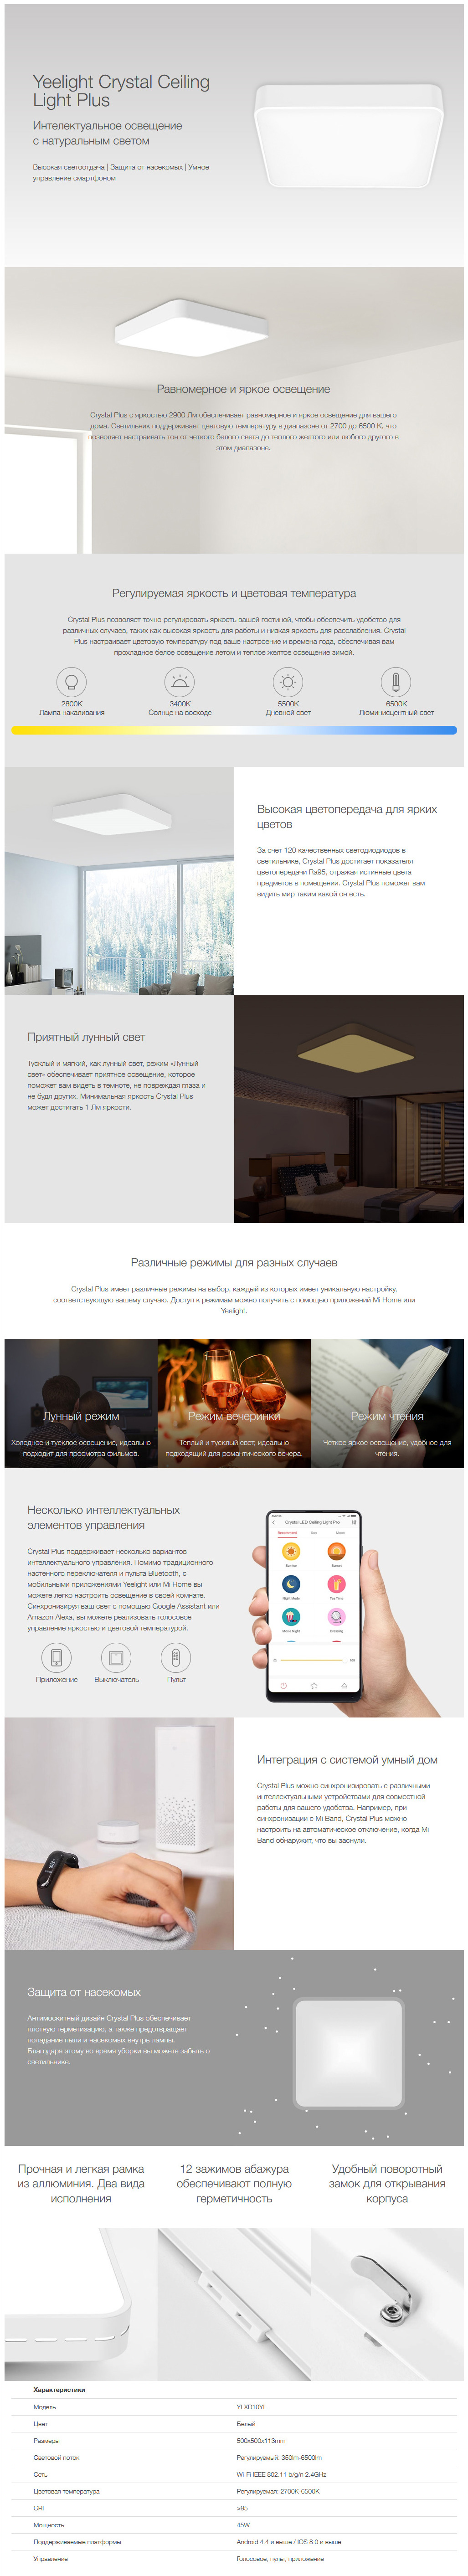 Yeelight Crystal Ceiling
Light Plus
Интелектуальное освещение
с натуральным светом
Высокая светоотдача | Защита от насекомых | Умное
управление смартфоном
Равномерное и яркое освещение
Crystal Plus с яркостью 2900 Лм обеспечивает равномерное и яркое освещение для вашего
дома. Светильник поддерживает цветовую температуру в диапазоне от 2700 до 6500 К, что
позволяет настраивать тон от четкого белого света до теплого желтого или любого другого в
этом диапазоне.
Регулируемая яркость и цветовая температура
Crystal Plus позволяет точно регулировать яркость вашей гостиной, чтобы обеспечить удобство для
различных случаев, таких как высокая яркость для работы и низкая яркость для расслабления. Crystal
Plus настраивает цветовую температуру под ваше настроение и времена года, обеспечивая вам
прохладное белое освещение летом и теплое желтое освещение зимой.
2800K
Лампа накаливания
3400K
Солнце на восходе
5500K
Дневной свет
6500K
Люминисцентный свет
Высокая цветопередача для ярких
цветов
За счет 120 качественных светодиодов в
светильнике, Crystal Plus достигает показателя
цветопередачи Ra95, отражая истинные цвета
предметов в помещении. Crystal Plus поможет вам
видить мир таким какой он есть.
Приятный лунный свет
Тусклый и мягкий, как лунный свет, режим «Лунный
свет» обеспечивает приятное освещение, которое
поможет вам видеть в темноте, не повреждая глаза и
не будя других. Минимальная яркость Crystal Plus
может достигать 1 Лм яркости.
Различные режимы для разных случаев
Crystal Plus имеет различные режимы на выбор, каждый из которых имеет уникальную настройку,
соответствующую вашему случаю. Доступ к режимам можно получить с помощью приложений Mi Home или
Yeelight.
Лунный режим
Холодное и тусклое освещение, идеально
подходит для просмотра фильмов.
Режим вечеринки
Теплый и тусклый свет, идеально
подходящий для романтического вечера.
Режим чтения
Четкое яркое освещение, удобное для
чтения.
Несколько интеллектуальных
элементов управления
Crystal Plus поддерживает несколько вариантов
интеллектуального управления. Помимо традиционного
настенного переключателя и пульта Bluetooth, с
мобильными приложениями Yeelight или Mi Home вы
можете легко настроить освещение в своей комнате.
Синхронизируя ваш свет с помощью Google Assistant или
Amazon Alexa, вы можете реализовать голосовое
управление яркостью и цветовой температурой.
Приложение
Выключатель
Пульт
Crystal LED Ceiling Light Pro
Recommend
Sunrise
Sunset
Night Mode
Tea Time
Movie Night
Dressing
Интеграция с системой умный дом
Crystal Plus можно синхронизировать с различными
интеллектуальными устройствами для совместной
работы для вашего удобства. Например, при
синхронизации с Mi Band, Crystal Plus можно
настроить на автоматическое отключение, когда Mi
Band обнаружит, что вы заснули.
Защита от насекомых
Антимоскитный дизайн Crystal Plus обеспечивает
плотную герметизацию, а также предотвращает
попадание пыли и насекомых внутрь лампы.
Благодаря этому во время уборки вы можете забыть о
светильнике.
Прочная и легкая рамка
из аллюминия. Два вида
исполнения
12 зажимов абажура
обеспечивают полную
герметичность
Удобный поворотный
замок для открывания
корпуса
Характеристики
Модель YLXD10YL
Цвет Белый
Размеры 500x500x113mm
Световой поток Регулируемый: 350lm-6500lm
Сеть Wi-Fi IEEE 802.11 b/g/n 2.4GHz
Цветовая температура Регулируемая: 2700K-6500K
CRI >95
Мощность 45W
Поддерживаемые платформы Android 4.4 и выше / IOS 8.0 и выше
Управление Голосовое, пульт, приложение